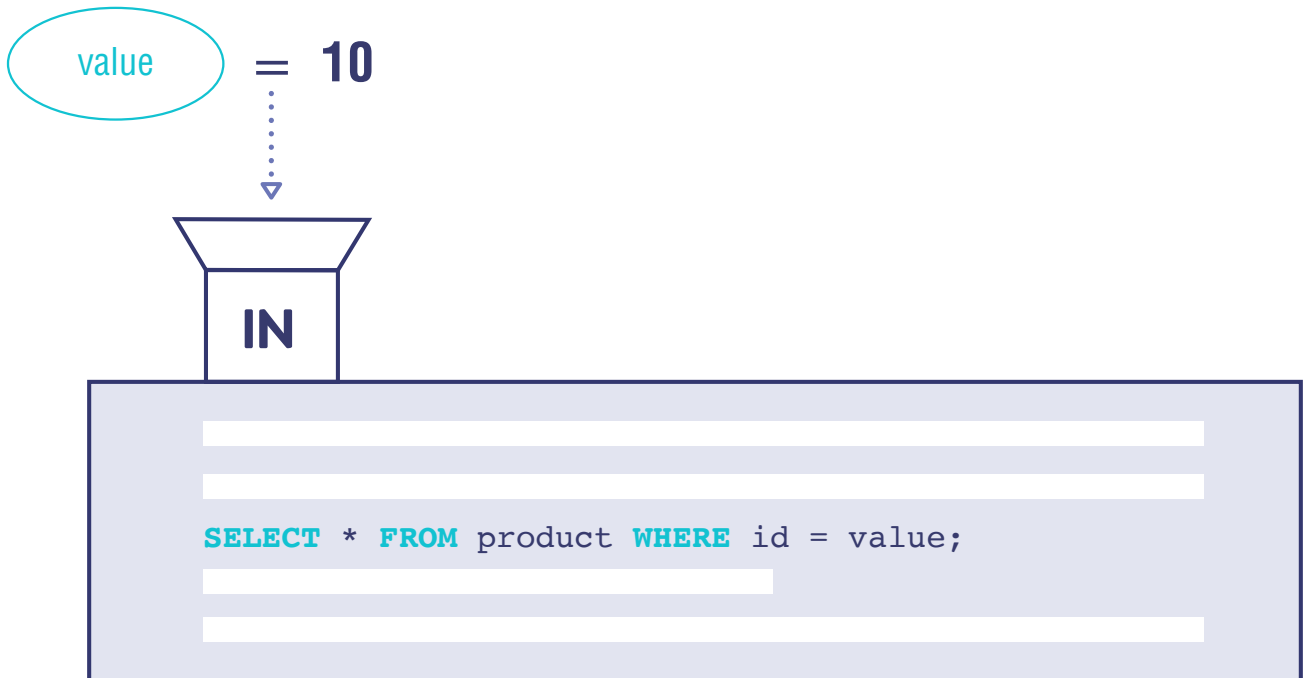 value = 10
IN
SELECT * FROM product WHERE id = value;